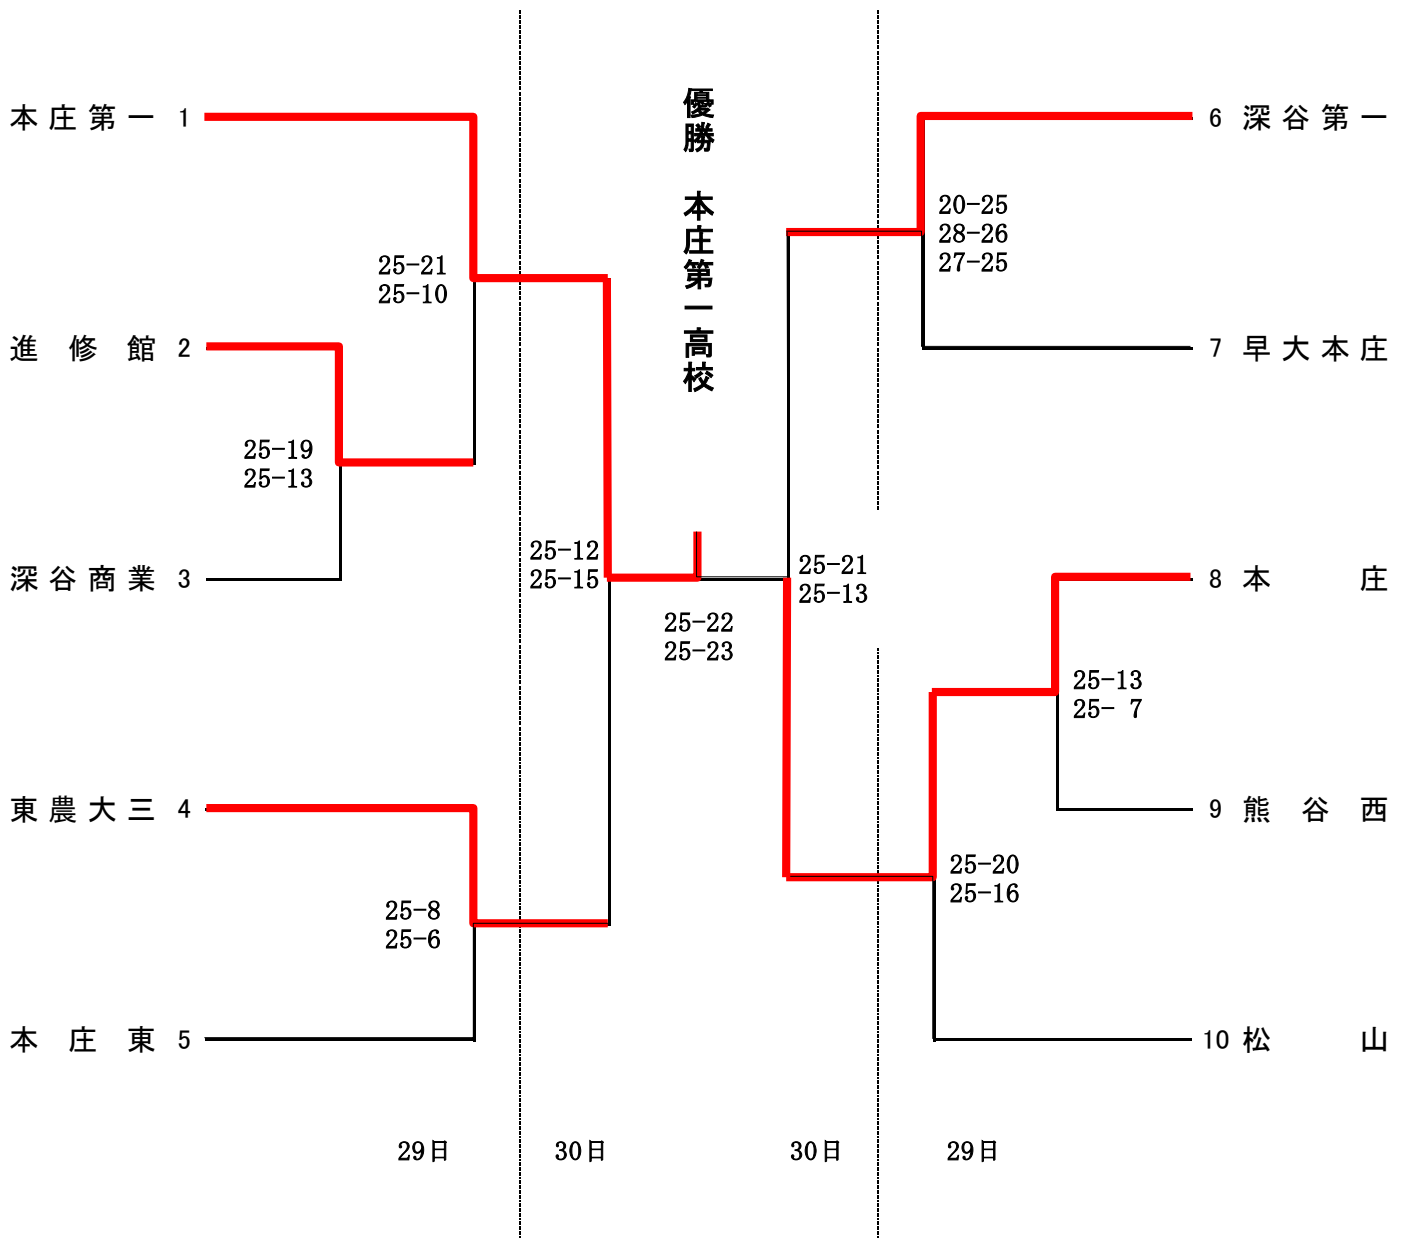 優勝 本庄第一高校
本庄第一 1
25-21
25-10
進修館 2
25-19
25-13
深谷商業 3
25-12
25-15
25-22
25-23
東農大三 4
25-8
25-6
本庄東 5
6 深谷第一
20-25
28-26
27-25
7 早大本庄
25-21
25-13
8 本庄
25-13
25- 7
9 熊谷西
25-20
25-16
10 松山
29日 30日 30日 29日